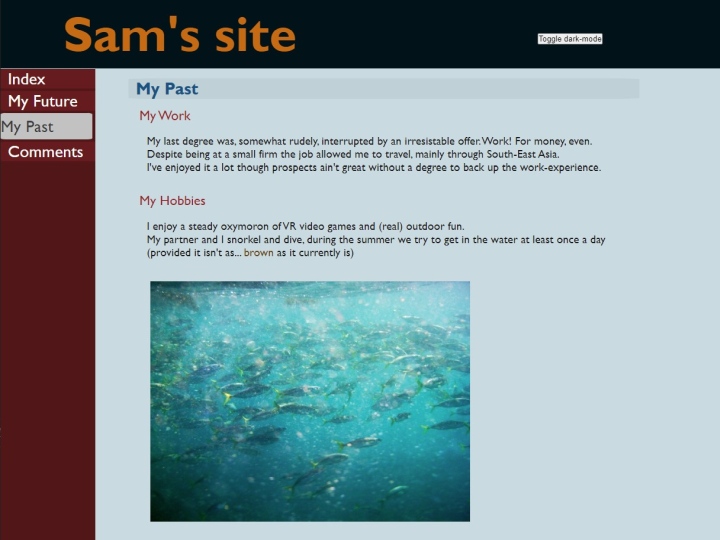 Sam's site
Toggle dark-mode
Index
My Future
My Past
Comments
My Past
My Work
My last degree was, somewhat rudely, interrupted by an irresistable offer. Work! For money, even.
Despite being at a small firm the job allowed me to travel, mainly through South-East Asia.
I've enjoyed it a lot though prospects ain't great without a degree to back up the work-experience.
My Hobbies
I enjoy a steady oxymoron of VR video games and (real) outdoor fun.
My partner and I snorkel and dive, during the summer we try to get in the water at least once a day
(provided it isn't as... brown as it currently is)